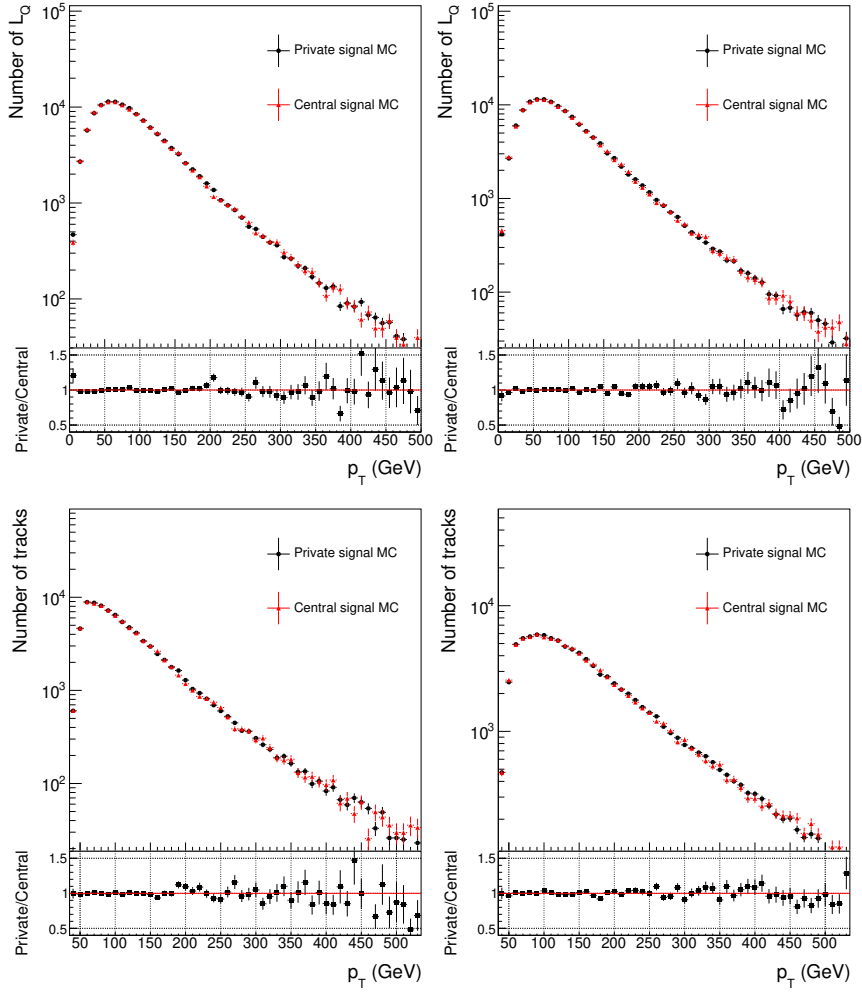 Number of L_Q
10^5
10^4
10^3
10^2
Private signal MC
Central signal MC
Private/Central
1.5
1
0.5
0 50 100 150 200 250 300 350 400 450 500
p_T (GeV)
Number of L_Q
10^5
10^4
10^3
10^2
Private signal MC
Central signal MC
Private/Central
1.5
1
0.5
0 50 100 150 200 250 300 350 400 450 500
p_T (GeV)
Number of tracks
10^4
10^3
10^2
Private signal MC
Central signal MC
Private/Central
1.5
1
0.5
50 100 150 200 250 300 350 400 450 500
p_T (GeV)
Number of tracks
10^4
10^3
Private signal MC
Central signal MC
Private/Central
1.5
1
0.5
50 100 150 200 250 300 350 400 450 500
p_T (GeV)